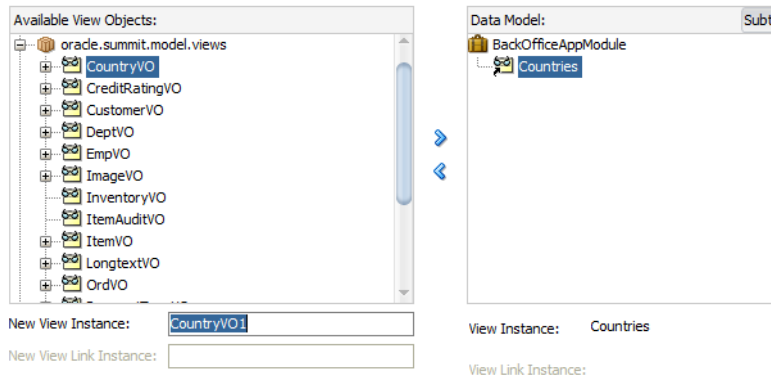 Available View Objects:
oracle.summit.model.views
CountryVO
CreditRatingVO
CustomerVO
DeptVO
EmpVO
ImageVO
InventoryVO
ItemAuditVO
ItemVO
LongtextVO
OrdVO
New View Instance: CountryVO1
New View Link Instance:
Data Model: Subt
BackOfficeAppModule
Countries
View Instance: Countries
View Link Instance: